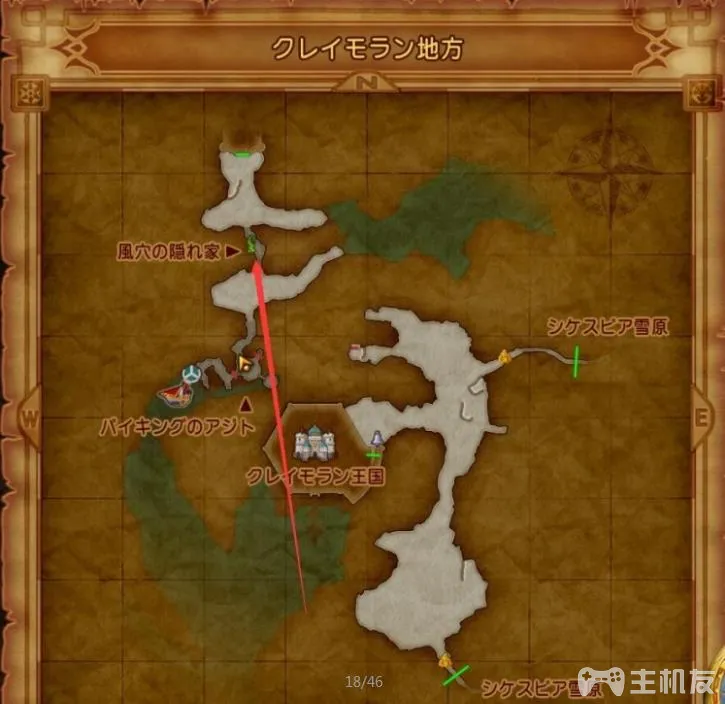 クレイモラン地方
N
風穴の隠れ家
シケスピア雪原
W
E
バイキングのアジト
クレイモラン王国
18/46
シケスピア雪原
主机友